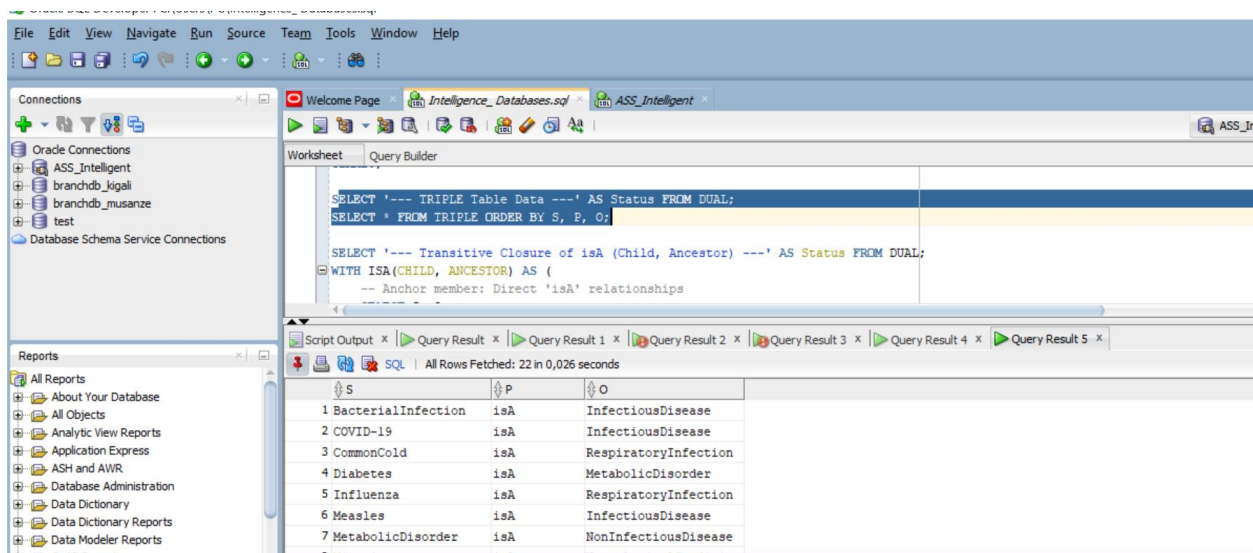 File Edit View Navigate Run Source Team Tools Window Help
Connections
Oracle Connections
ASS_Intelligent
branchdb_kigali
branchdb_musanze
test
Database Schema Service Connections
Reports
All Reports
About Your Database
All Objects
Analytic View Reports
Application Express
ASH and AWR
Database Administration
Data Dictionary
Data Dictionary Reports
Data Modeler Reports
Welcome Page Intelligence_Databases.sql ASS_Intelligent
Worksheet Query Builder
SELECT '--- TRIPLE Table Data ---' AS Status FROM DUAL;
SELECT * FROM TRIPLE ORDER BY S, P, O;
SELECT '--- Transitive Closure of isA (Child, Ancestor) ---' AS Status FROM DUAL;
WITH ISA(CHILD, ANCESTOR) AS (
-- Anchor member: Direct 'isA' relationships
Script Output Query Result Query Result 1 Query Result 2 Query Result 3 Query Result 4 Query Result 5
SQL | All Rows Fetched: 22 in 0,026 seconds
S P O
1 BacterialInfection isA InfectiousDisease
2 COVID-19 isA InfectiousDisease
3 CommonCold isA RespiratoryInfection
4 Diabetes isA MetabolicDisorder
5 Influenza isA RespiratoryInfection
6 Measles isA InfectiousDisease
7 MetabolicDisorder isA NonInfectiousDisease